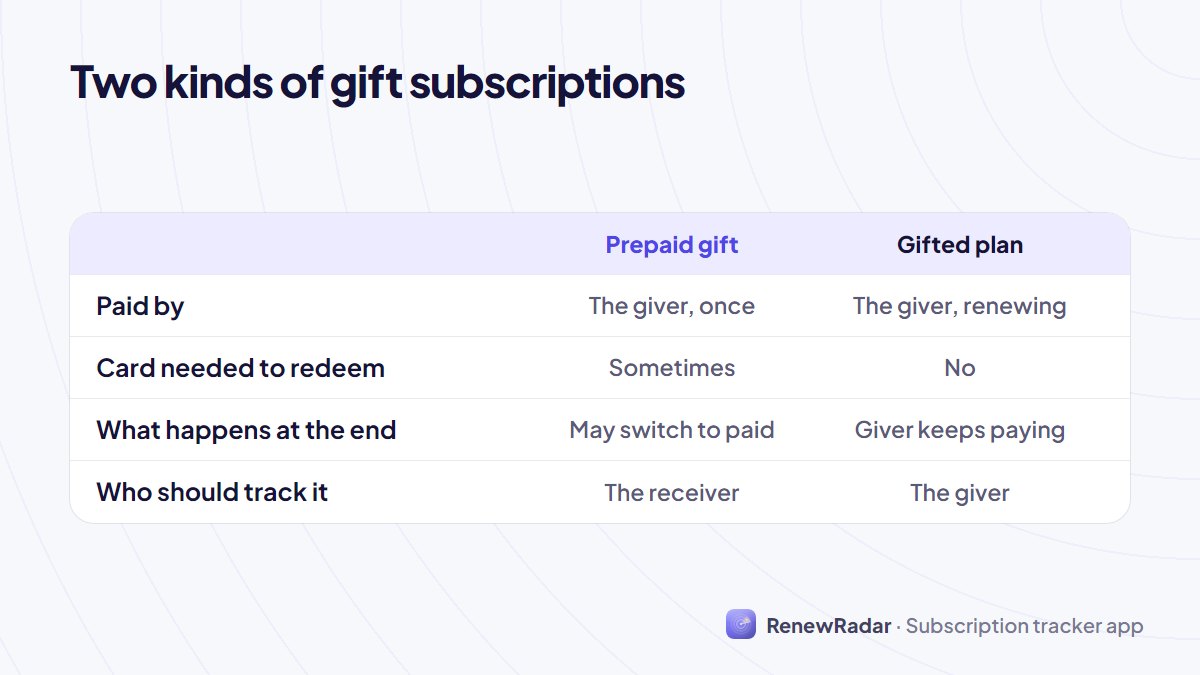 Two kinds of gift subscriptions
Prepaid gift Gifted plan
Paid by The giver, once The giver, renewing
Card needed to redeem Sometimes No
What happens at the end May switch to paid Giver keeps paying
Who should track it The receiver The giver
RenewRadar · Subscription tracker app